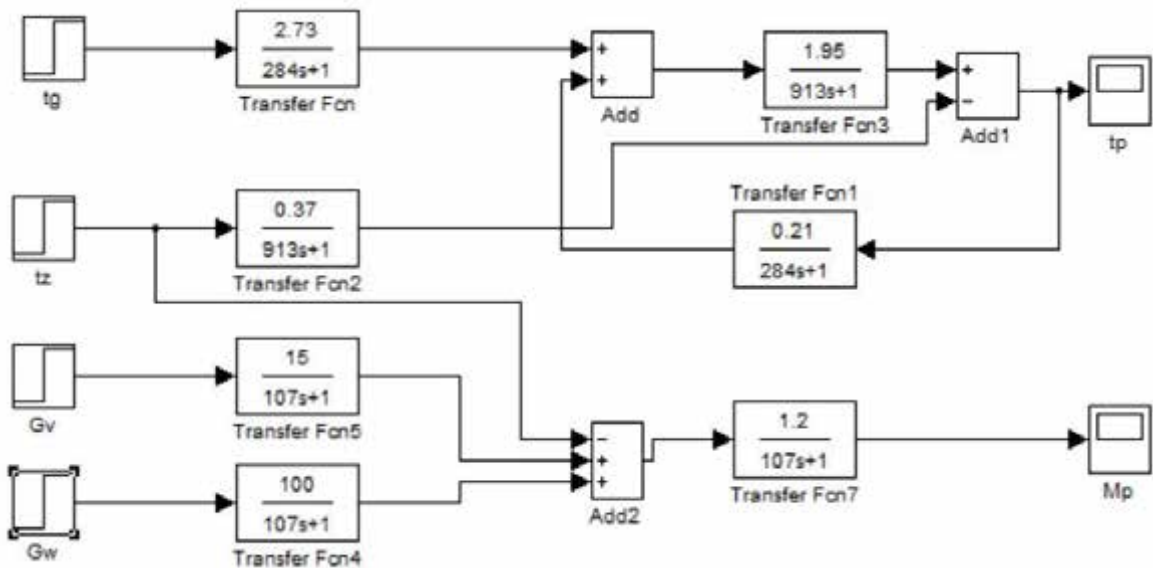 tg
2.73
284s+1
Transfer Fcn
+
+
Add
1.95
913s+1
Transfer Fcn3
+
−
Add1
tp
tz
0.37
913s+1
Transfer Fcn2
Transfer Fcn1
0.21
284s+1
Gv
15
107s+1
Transfer Fcn5
Gw
100
107s+1
Transfer Fcn4
−
+
+
Add2
1.2
107s+1
Transfer Fcn7
Mp